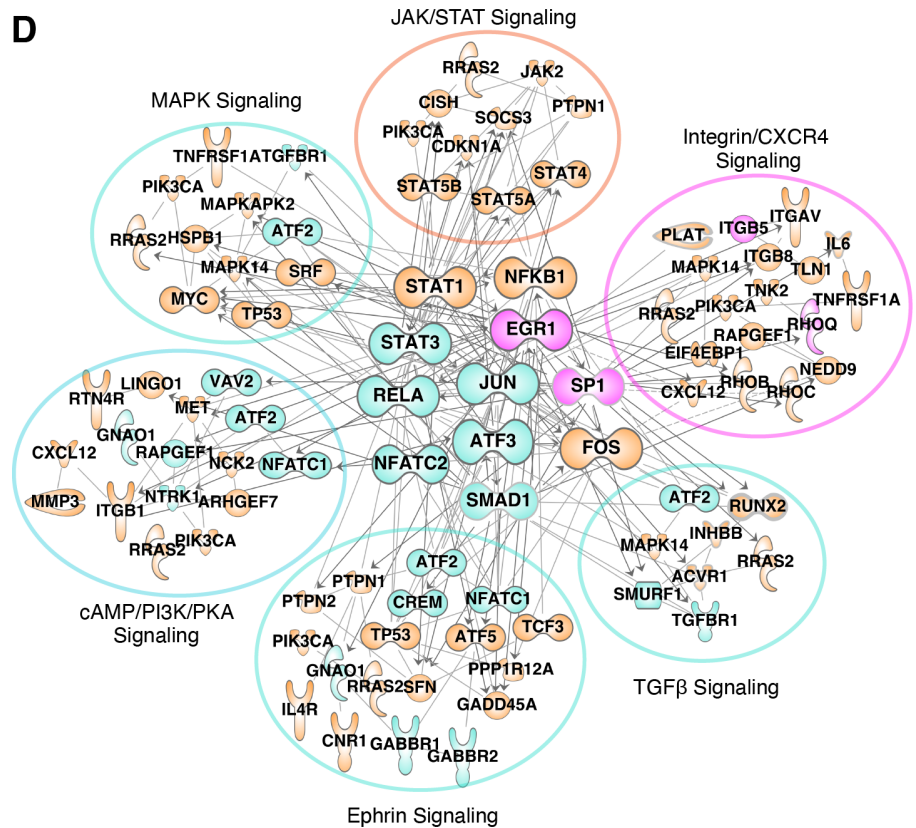 D
JAK/STAT Signaling
RRAS2
JAK2
CISH
PTPN1
SOCS3
PIK3CA
CDKN1A
STAT4
STAT5B
STAT5A
MAPK Signaling
TNFRSF1A
TGFBR1
PIK3CA
MAPKAPK2
ATF2
RRAS2
HSPB1
MAPK14
SRF
MYC
TP53
Integrin/CXCR4
Signaling
ITGAV
ITGB5
PLAT
IL6
ITGB8
MAPK14
TLN1
TNK2
TNFRSF1A
PIK3CA
RRAS2
RHOQ
RAPGEF1
EIF4EBP1
NEDD9
RHOB
CXCL12
RHOC
STAT1
NFKB1
EGR1
STAT3
JUN
SP1
RELA
ATF3
FOS
NFATC2
SMAD1
LINGO1
VAV2
RTN4R
MET
ATF2
GNAO1
RAPGEF1
CXCL12
NCK2
NFATC1
MMP3
NTRK1
ARHGEF7
ITGB1
RRAS2
PIK3CA
cAMP/PI3K/PKA
Signaling
ATF2
RUNX2
INHBB
MAPK14
RRAS2
ACVR1
SMURF1
TGFBR1
TGFβ Signaling
ATF2
PTPN1
PTPN2
CREM
NFATC1
TP53
ATF5
TCF3
PIK3CA
GNAO1
PPP1R12A
RRAS2
SFN
IL4R
GADD45A
CNR1
GABBR1
GABBR2
Ephrin Signaling